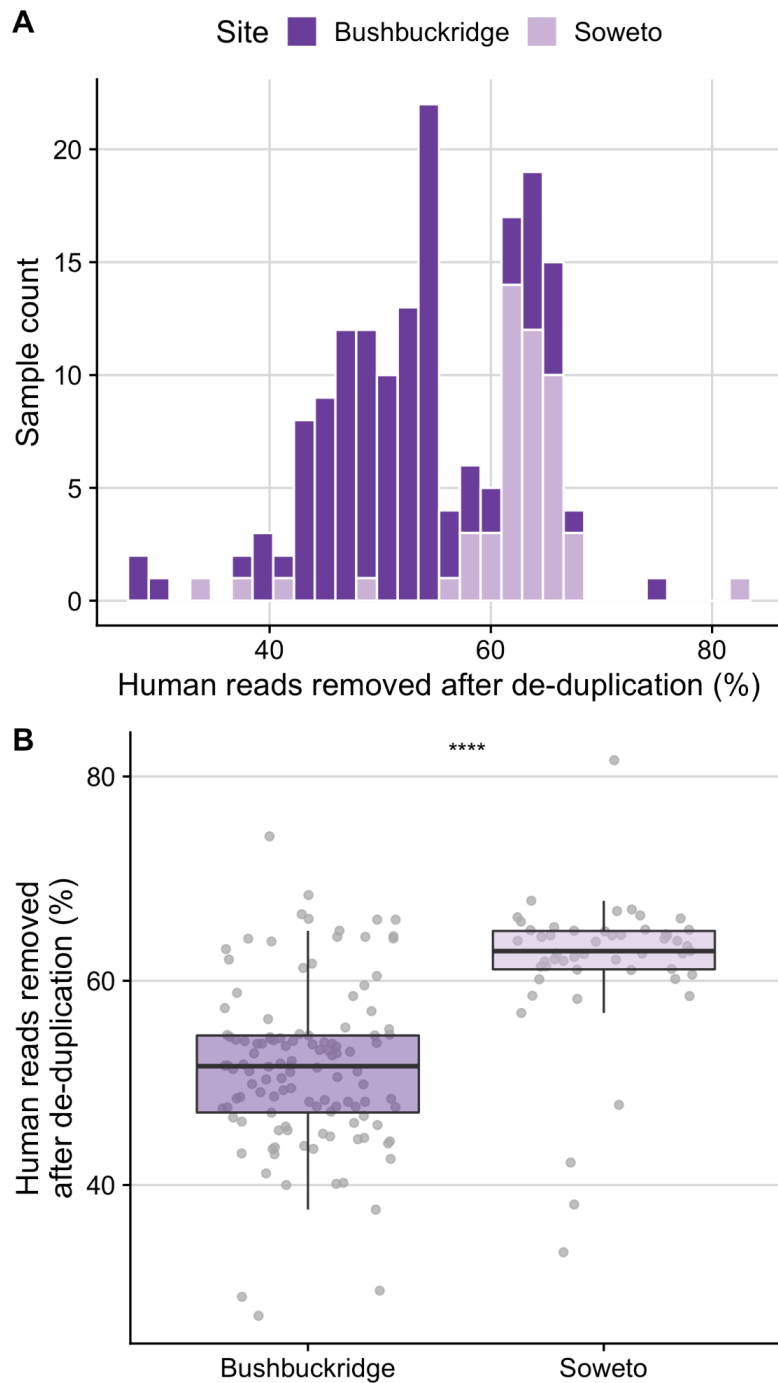 A
Site Bushbuckridge Soweto
20
15
10
5
0
Sample count
40 60 80
Human reads removed after de-duplication (%)
B
****
80
60
40
Human reads removed
after de-duplication (%)
Bushbuckridge Soweto